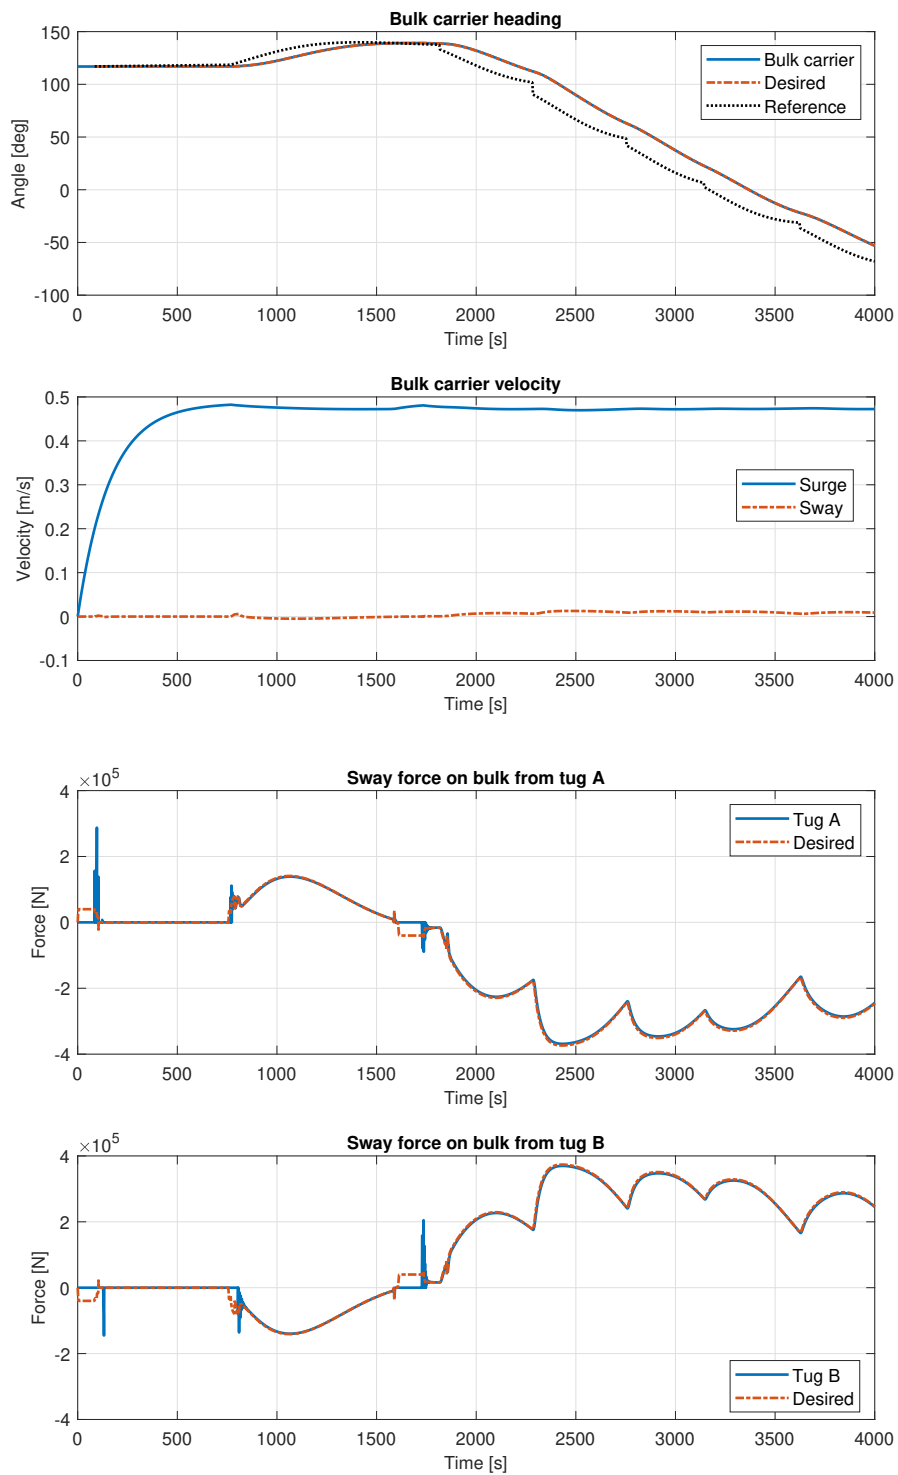 Bulk carrier heading
150
100
50
0
-50
-100
Angle [deg]
Bulk carrier
Desired
Reference
0 500 1000 1500 2000 2500 3000 3500 4000
Time [s]
Bulk carrier velocity
0.5
0.4
0.3
0.2
0.1
0
-0.1
Velocity [m/s]
Surge
Sway
0 500 1000 1500 2000 2500 3000 3500 4000
Time [s]
×10^5
Sway force on bulk from tug A
4
2
0
-2
-4
Force [N]
Tug A
Desired
0 500 1000 1500 2000 2500 3000 3500 4000
Time [s]
×10^5
Sway force on bulk from tug B
4
2
0
-2
-4
Force [N]
Tug B
Desired
0 500 1000 1500 2000 2500 3000 3500 4000
Time [s]